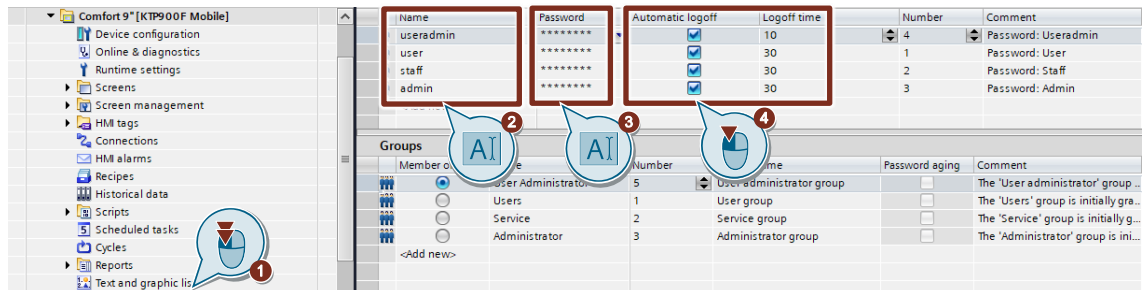 Comfort 9" [KTP900F Mobile]
Device configuration
Online & diagnostics
Runtime settings
Screens
Screen management
HMI tags
Connections
HMI alarms
Recipes
Historical data
Scripts
Scheduled tasks
Cycles
Reports
Text and graphic lis
1
Name Password Automatic logoff Logoff time Number Comment
useradmin ******** 10 4 Password: Useradmin
user ******** 30 1 Password: User
staff ******** 30 2 Password: Staff
admin ******** 30 3 Password: Admin
2 3 4
A A
Groups
Member o Number Password aging Comment
User Administrator 5 User administrator group The 'User administrator' group ..
Users 1 User group The 'Users' group is initially gra...
Service 2 Service group The 'Service' group is initially g...
Administrator 3 Administrator group The 'Administrator' group is ini...
<Add new>